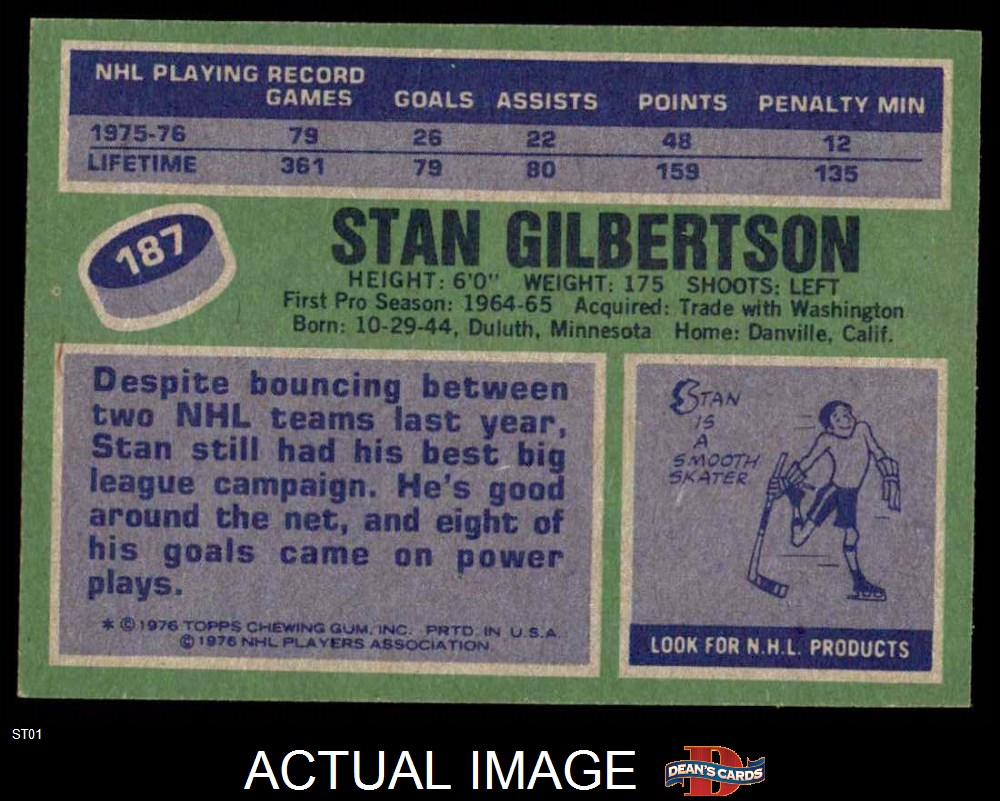 NHL PLAYING RECORD
GAMES GOALS ASSISTS POINTS PENALTY MIN
1975-76 79 26 22 48 12
LIFETIME 361 79 80 159 135
187
STAN GILBERTSON
HEIGHT: 6'0" WEIGHT: 175 SHOOTS: LEFT
First Pro Season: 1964-65 Acquired: Trade with Washington
Born: 10-29-44, Duluth, Minnesota Home: Danville, Calif.
Despite bouncing between
two NHL teams last year,
Stan still had his best big
league campaign. He's good
around the net, and eight of
his goals came on power
plays.
* © 1976 TOPPS CHEWING GUM, INC. PRTD. IN U.S.A.
© 1976 NHL PLAYERS ASSOCIATION
STAN
IS
A
SMOOTH
SKATER
LOOK FOR N.H.L. PRODUCTS
ST01
ACTUAL IMAGE
D
DEAN'S CARDS